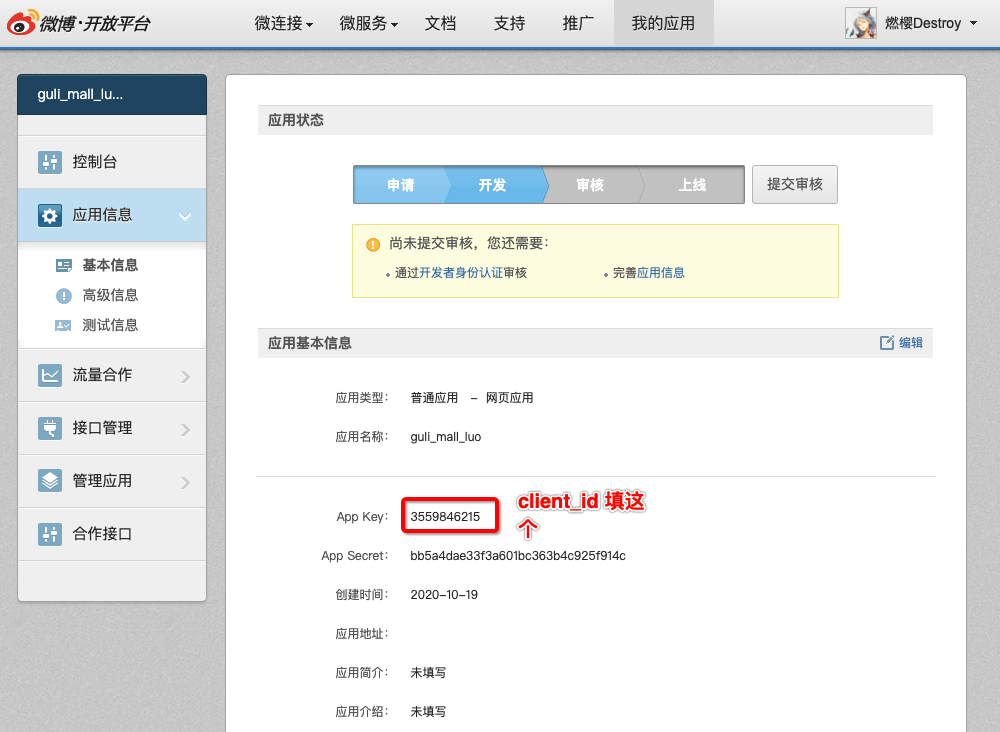 微博·开放平台
微连接 微服务 文档 支持 推广 我的应用 燃樱Destroy
guli_mall_lu...
控制台
应用信息
基本信息
高级信息
测试信息
流量合作
接口管理
管理应用
合作接口
应用状态
申请 开发 审核 上线 提交审核
尚未提交审核，您还需要：
通过开发者身份认证审核 完善应用信息
应用基本信息 编辑
应用类型： 普通应用 - 网页应用
应用名称： guli_mall_luo
client_id 填这
个
App Key： 3559846215
App Secret： bb5a4dae33f3a601bc363b4c925f914c
创建时间： 2020-10-19
应用地址：
应用简介： 未填写
应用介绍： 未填写